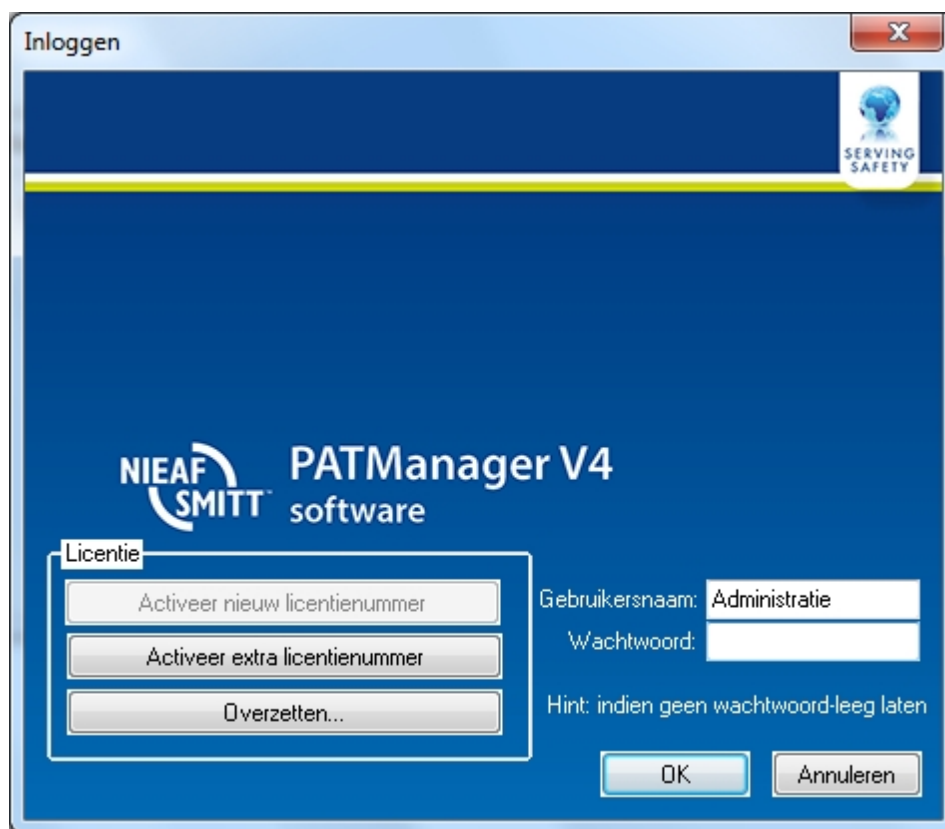 Inloggen
SERVING
SAFETY
NIEAF
SMITT™
PATManager V4
software
Licentie
Activeer nieuw licentienummer
Activeer extra licentienummer
Overzetten...
Gebruikersnaam: Administratie
Wachtwoord:
Hint: indien geen wachtwoord-leeg laten
OK
Annuleren